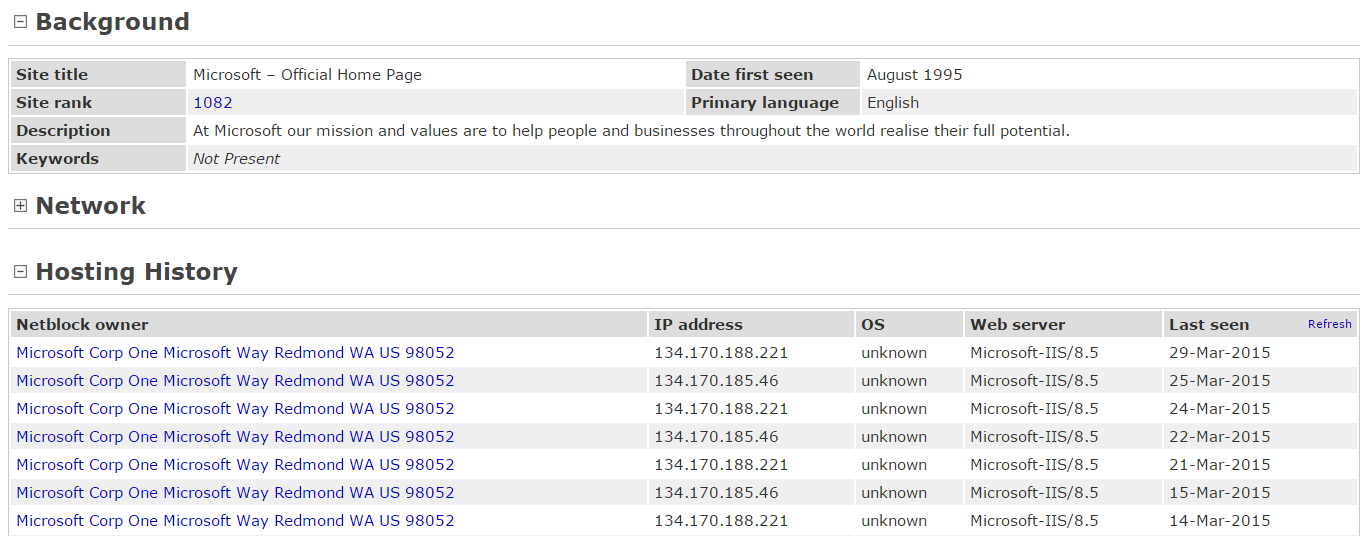 Background
Site title Microsoft – Official Home Page Date first seen August 1995
Site rank 1082 Primary language English
Description At Microsoft our mission and values are to help people and businesses throughout the world realise their full potential.
Keywords Not Present
Network
Hosting History
Netblock owner IP address OS Web server Last seen Refresh
Microsoft Corp One Microsoft Way Redmond WA US 98052 134.170.188.221 unknown Microsoft-IIS/8.5 29-Mar-2015
Microsoft Corp One Microsoft Way Redmond WA US 98052 134.170.185.46 unknown Microsoft-IIS/8.5 25-Mar-2015
Microsoft Corp One Microsoft Way Redmond WA US 98052 134.170.188.221 unknown Microsoft-IIS/8.5 24-Mar-2015
Microsoft Corp One Microsoft Way Redmond WA US 98052 134.170.185.46 unknown Microsoft-IIS/8.5 22-Mar-2015
Microsoft Corp One Microsoft Way Redmond WA US 98052 134.170.188.221 unknown Microsoft-IIS/8.5 21-Mar-2015
Microsoft Corp One Microsoft Way Redmond WA US 98052 134.170.185.46 unknown Microsoft-IIS/8.5 15-Mar-2015
Microsoft Corp One Microsoft Way Redmond WA US 98052 134.170.188.221 unknown Microsoft-IIS/8.5 14-Mar-2015